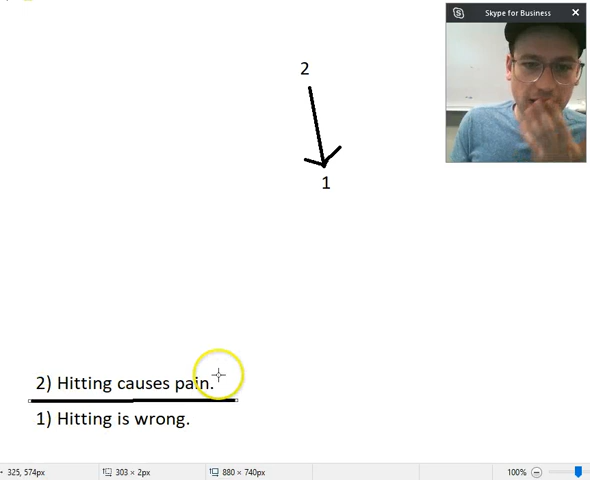 Skype for Business
2
1
2) Hitting causes pain.
1) Hitting is wrong.
325, 574px
303 × 2px
880 × 740px
100%